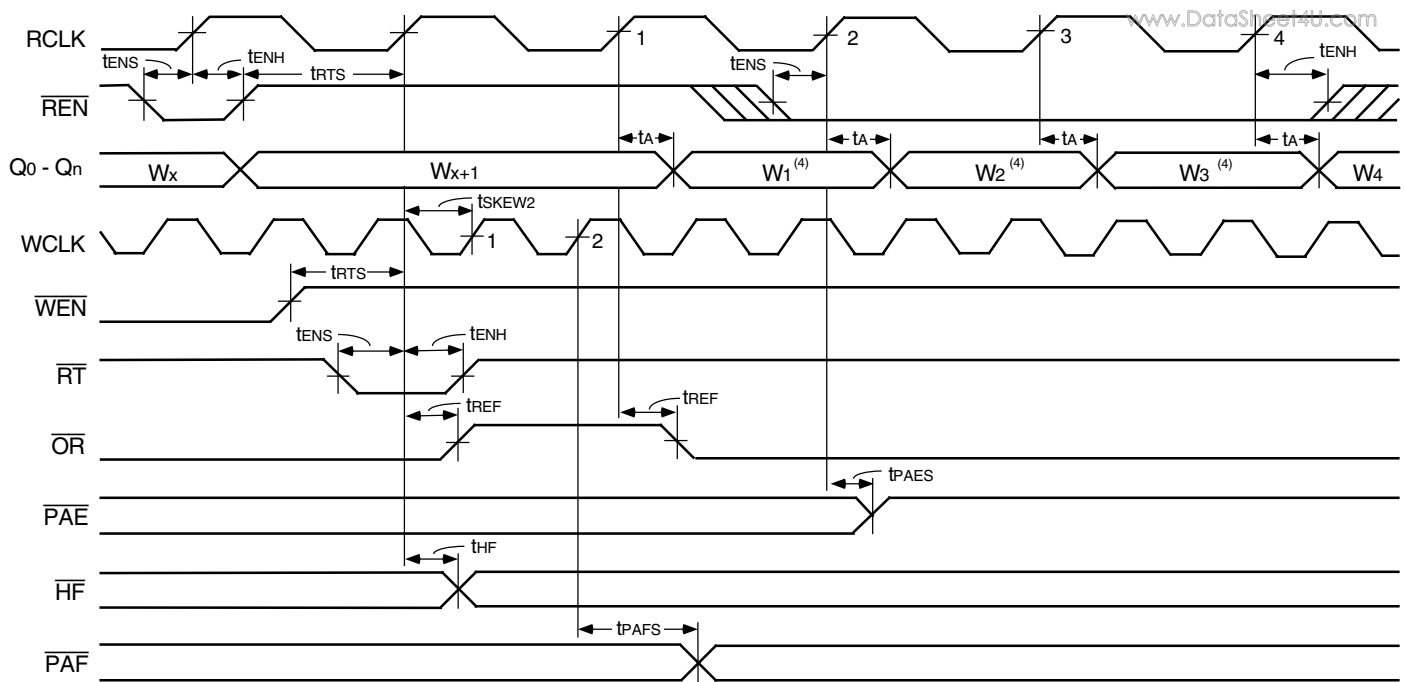 www.DataSheet4U.com
RCLK 1 2 3 4
tENS tENH tRTS tENS tENH
REN
tA tA tA tA
Q0 - Qn Wx Wx+1 W1 (4) W2 (4) W3 (4) W4
tSKEW2
WCLK 1 2
tRTS
WEN
tENS tENH
RT
tREF tREF
OR
tPAES
PAE
tHF
HF
tPAFS
PAF